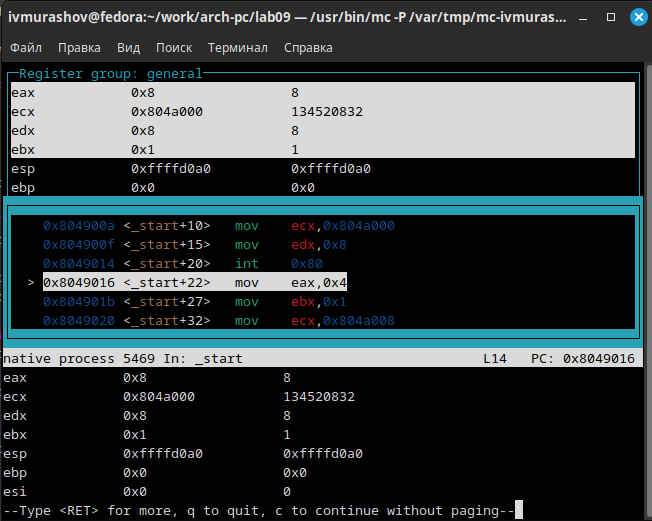 ivmurashov@fedora:~/work/arch-pc/lab09 — /usr/bin/mc -P /var/tmp/mc-ivmuras...
Файл Правка Вид Поиск Терминал Справка
Register group: general
eax 0x8 8
ecx 0x804a000 134520832
edx 0x8 8
ebx 0x1 1
esp 0xffffd0a0 0xffffd0a0
ebp 0x0 0x0
0x804900a <_start+10> mov ecx,0x804a000
0x804900f <_start+15> mov edx,0x8
0x8049014 <_start+20> int 0x80
> 0x8049016 <_start+22> mov eax,0x4
0x804901b <_start+27> mov ebx,0x1
0x8049020 <_start+32> mov ecx,0x804a008
native process 5469 In: _start L14 PC: 0x8049016
eax 0x8 8
ecx 0x804a000 134520832
edx 0x8 8
ebx 0x1 1
esp 0xffffd0a0 0xffffd0a0
ebp 0x0 0x0
esi 0x0 0
--Type <RET> for more, q to quit, c to continue without paging--